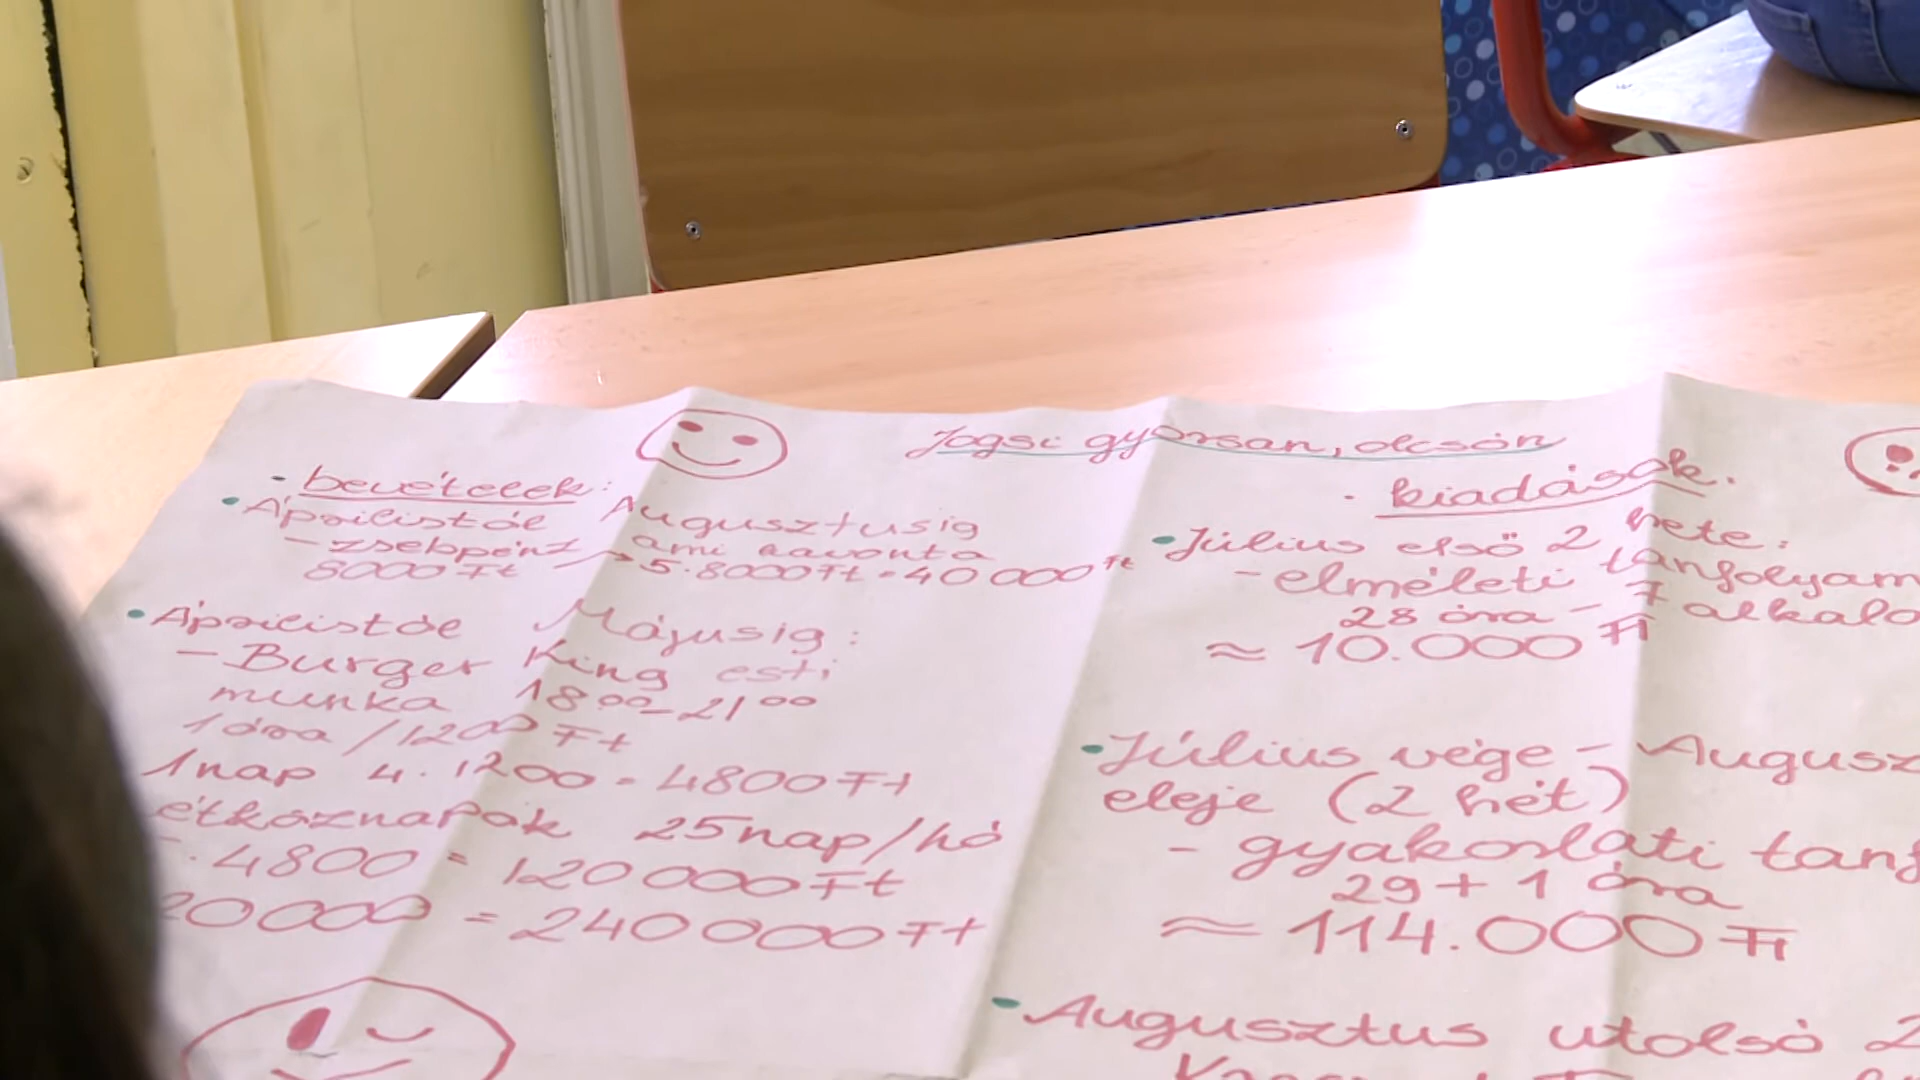 Jogsi gyorsan, olcsón
- bevételek:
• Áprilistól Augusztusig
- zsebpénz ami havonta
8000 Ft → 5·8000 Ft = 40 000 Ft
• Áprilistól Májusig:
- Burger King esti
munka 18⁰⁰-21⁰⁰
1 óra / 1200 Ft
1 nap 4·1200 = 4800 Ft
étköznapok 25 nap/hó
·4800 = 120 000 Ft
20 000 = 240 000 Ft
· kiadások.
• Július első 2 hete:
- elméleti tanfolyam
28 óra - 7 alkalo
≈ 10.000 Ft
• Július vége - Augusz
eleje (2 hét)
- gyakorlati tanf
29 + 1 óra
≈ 114.000 Ft
• Augusztus utolsó 2